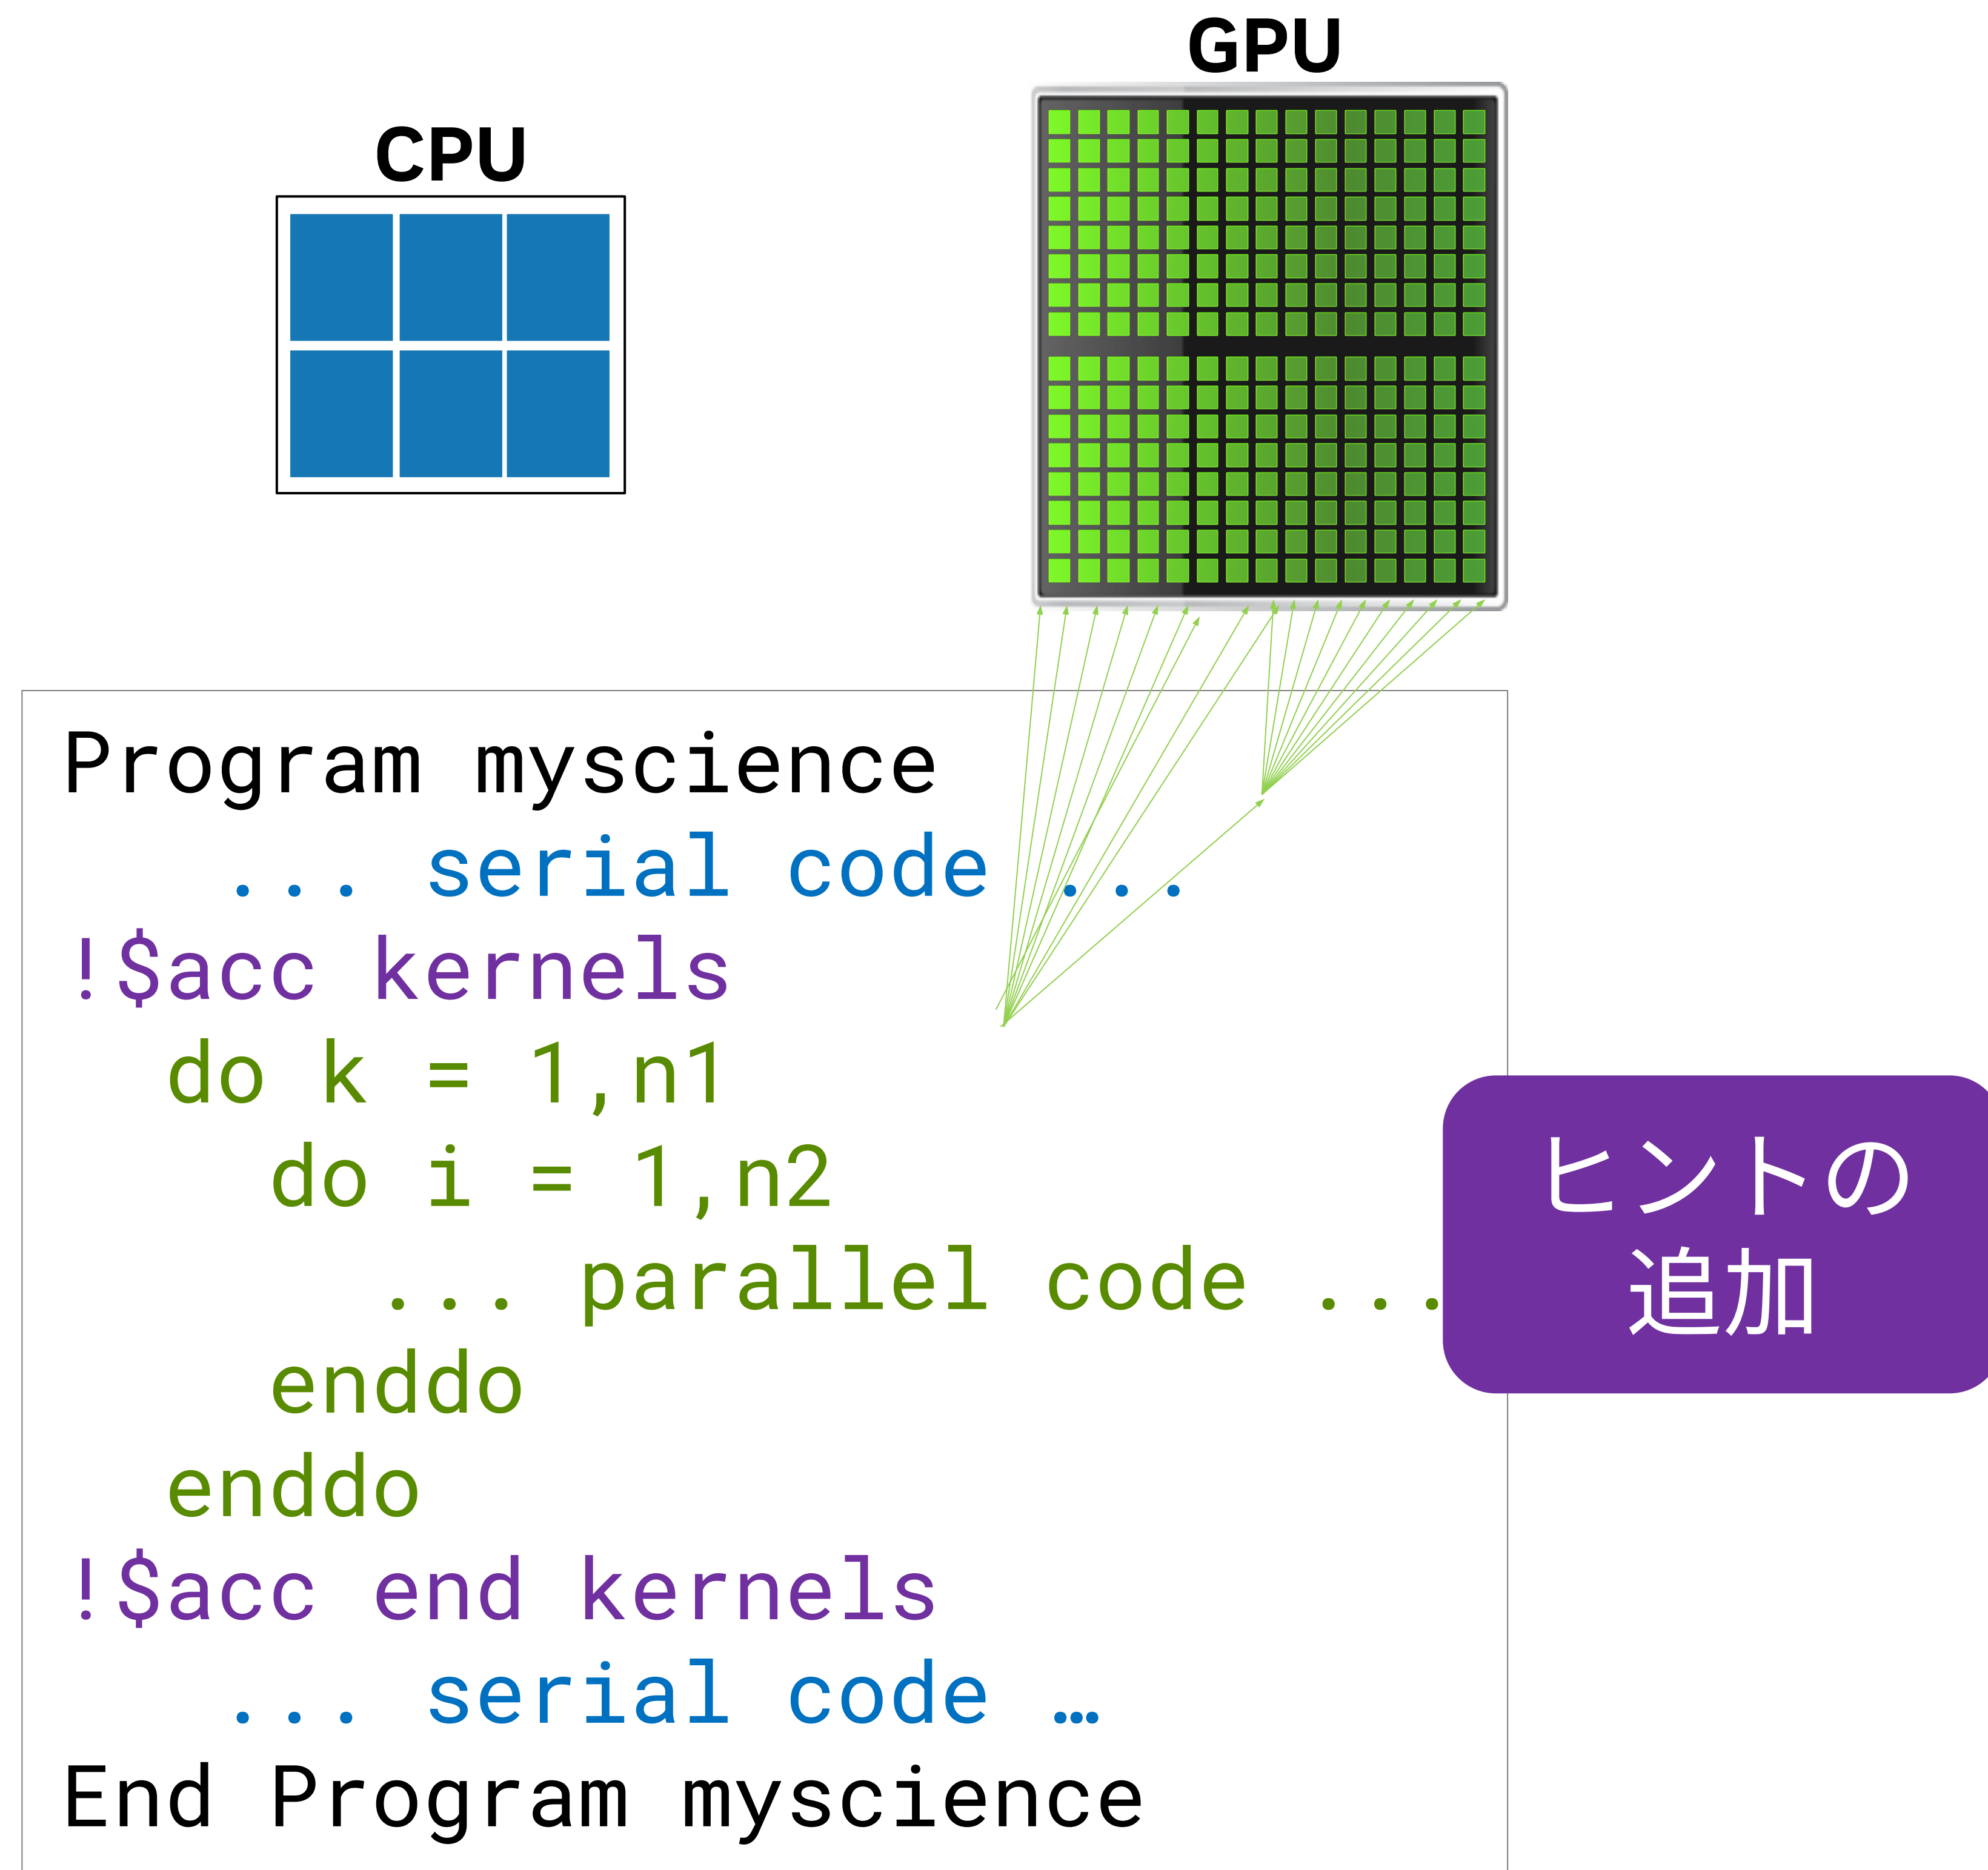 GPU
CPU
Program myscience
... serial code ...
!$acc kernels
do k = 1,n1
do i = 1,n2
... parallel code ...
enddo
enddo
!$acc end kernels
... serial code …
End Program myscience
ヒントの
追加